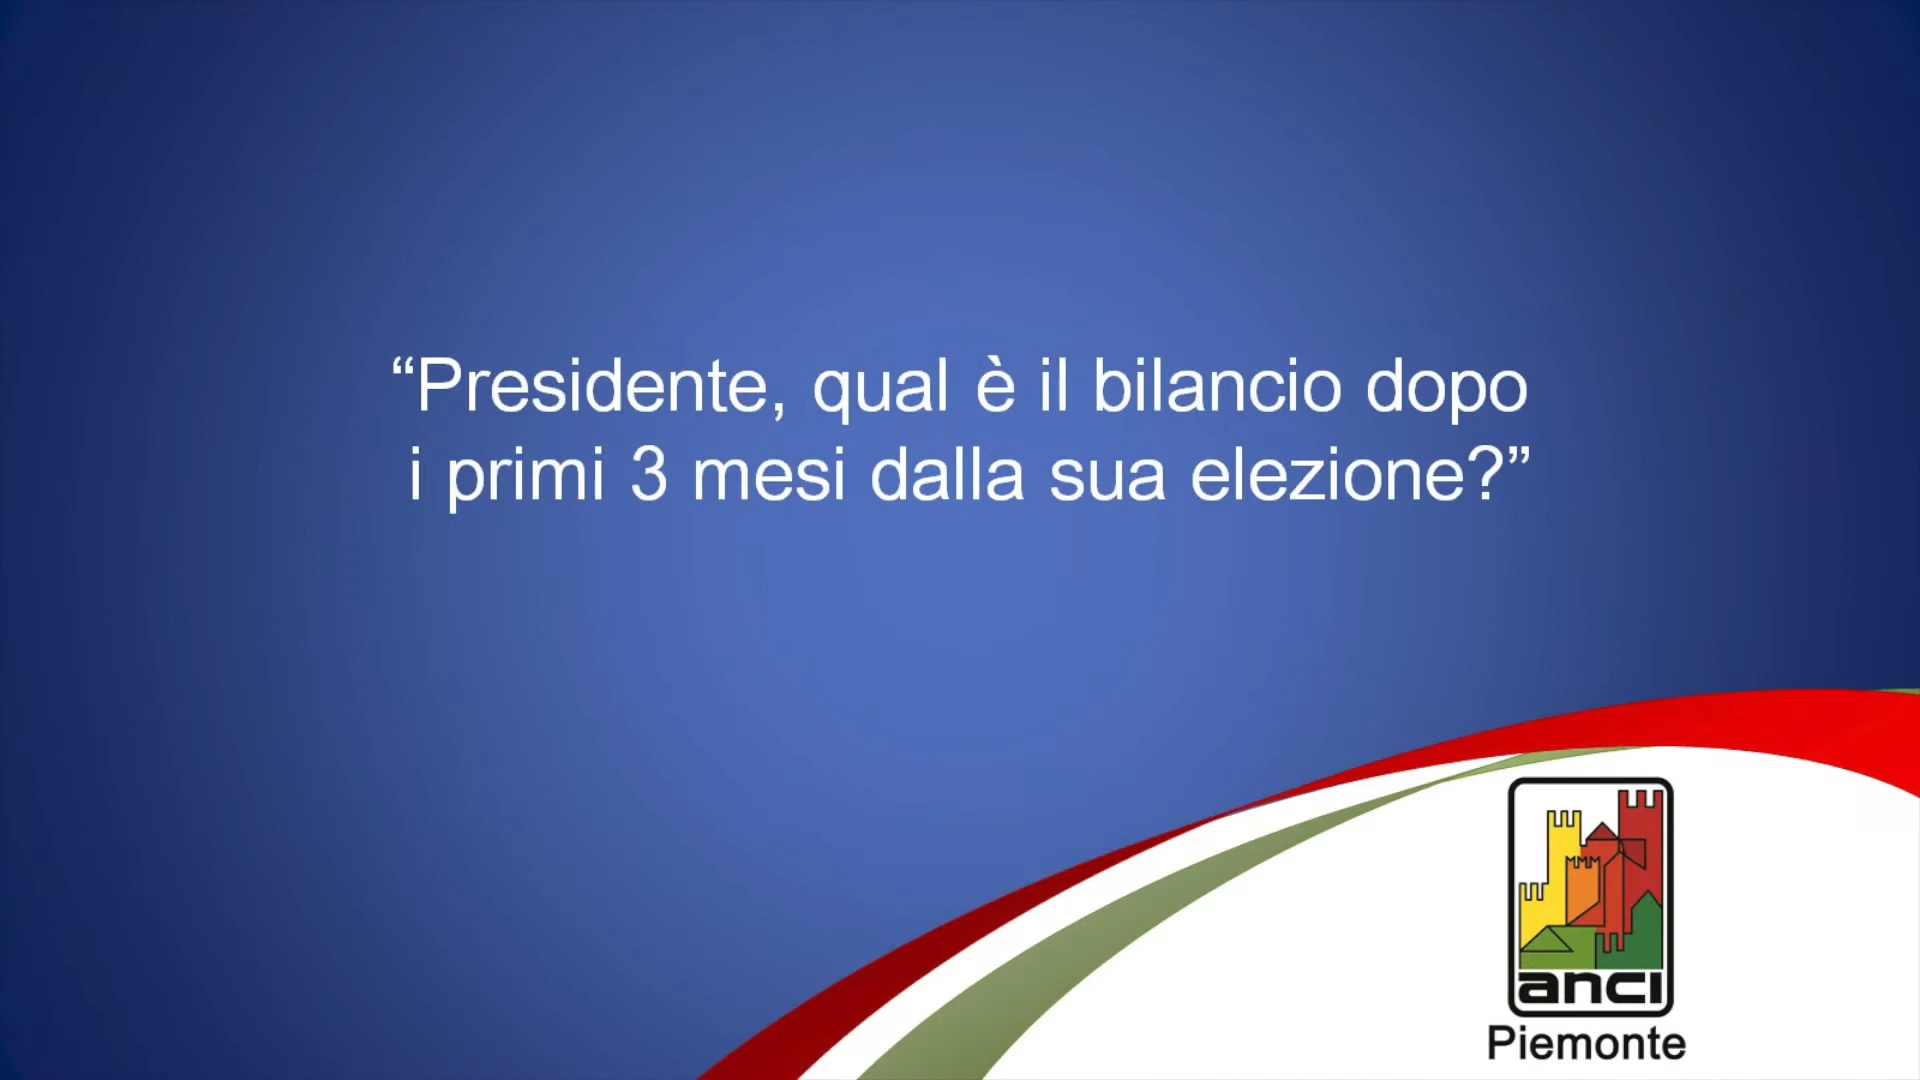 “Presidente, qual è il bilancio dopo
i primi 3 mesi dalla sua elezione?”
anci
Piemonte